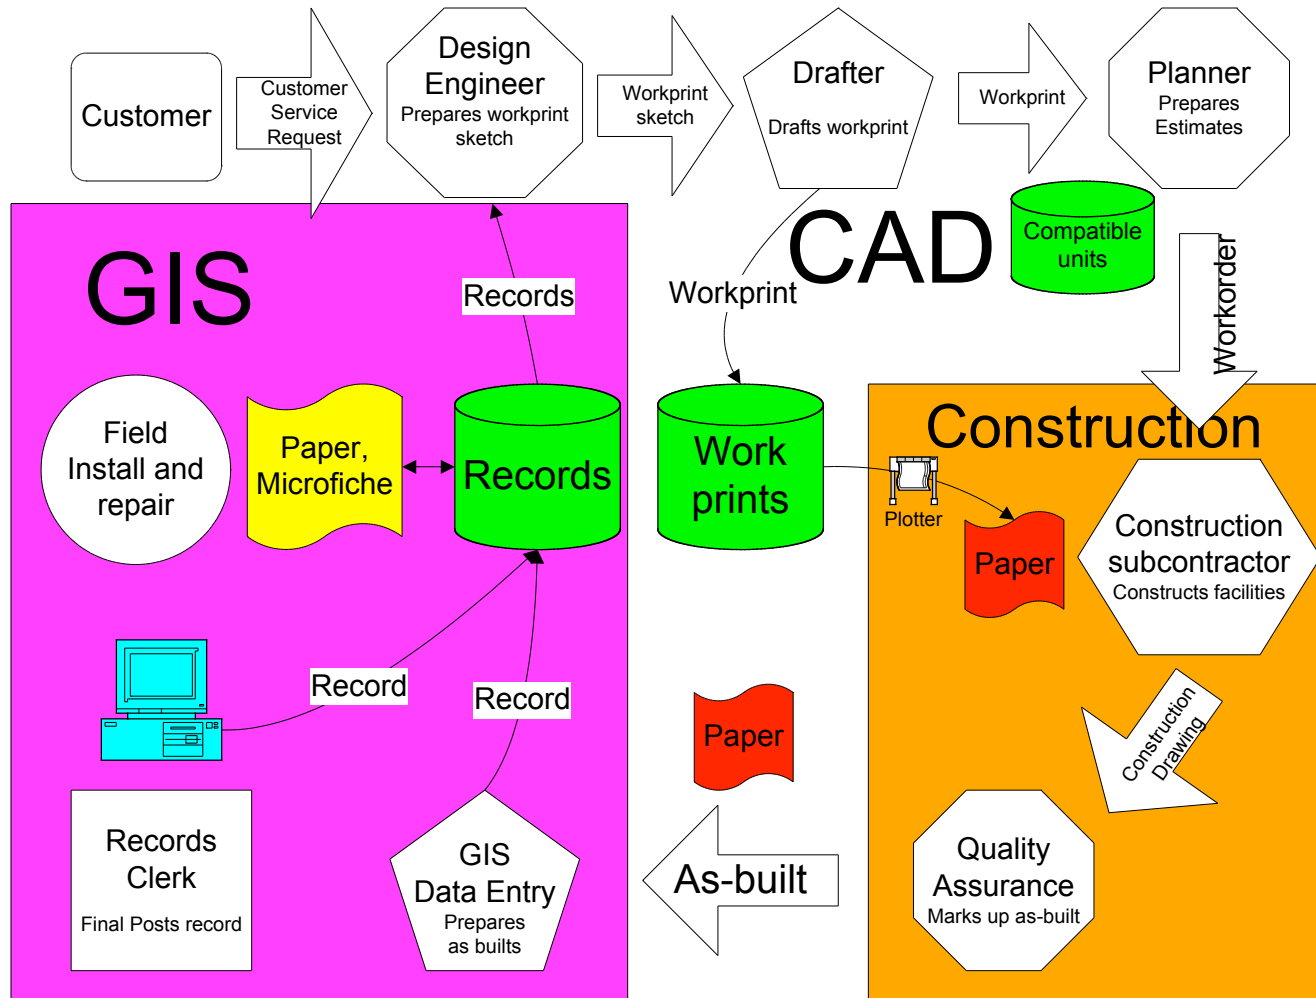 Customer
Customer
Service
Request
Design
Engineer
Prepares workprint
sketch
Workprint
sketch
Drafter
Drafts workprint
Workprint
Planner
Prepares
Estimates
GIS
Records
Workprint
CAD
Compatible
units
Workorder
Field
Install and
repair
Paper,
Microfiche
Records
Work
prints
Construction
Plotter
Paper
Construction
subcontractor
Constructs facilities
Record
Record
Paper
Construction
Drawing
Records
Clerk
Final Posts record
GIS
Data Entry
Prepares
as builts
As-built
Quality
Assurance
Marks up as-built